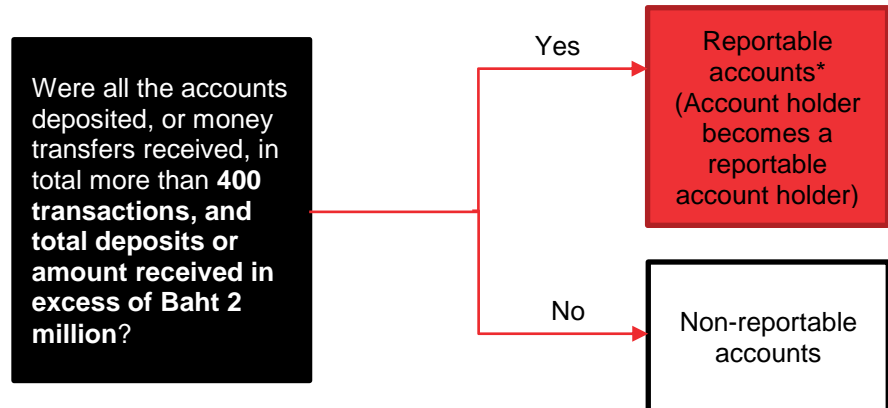 Were all the accounts
deposited, or money
transfers received, in
total more than 400
transactions, and
total deposits or
amount received in
excess of Baht 2
million?
Yes
Reportable
accounts*
(Account holder
becomes a
reportable
account holder)
No
Non-reportable
accounts